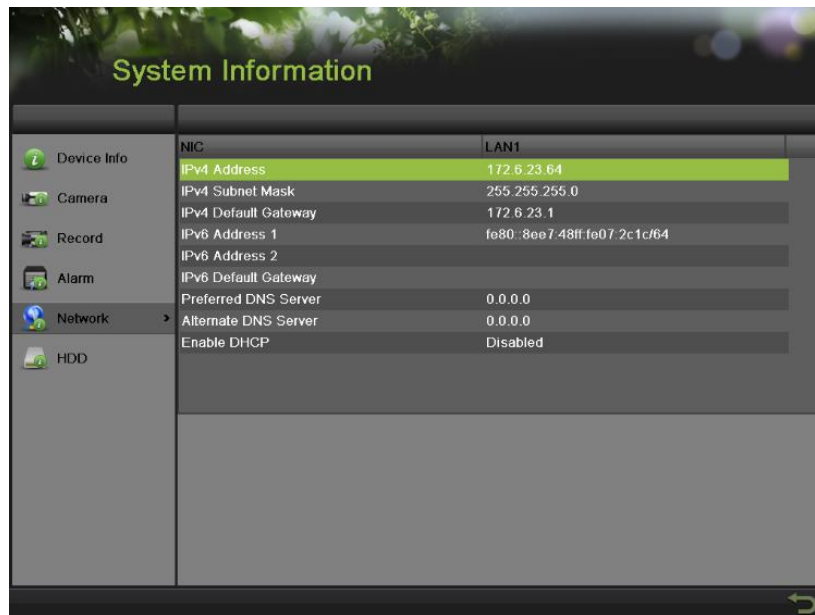 System Information
Device Info
Camera
Record
Alarm
Network
HDD
NIC LAN1
IPv4 Address 172.6.23.64
IPv4 Subnet Mask 255.255.255.0
IPv4 Default Gateway 172.6.23.1
IPv6 Address 1 fe80::8ee7:48ff:fe07:2c1c/64
IPv6 Address 2
IPv6 Default Gateway
Preferred DNS Server 0.0.0.0
Alternate DNS Server 0.0.0.0
Enable DHCP Disabled